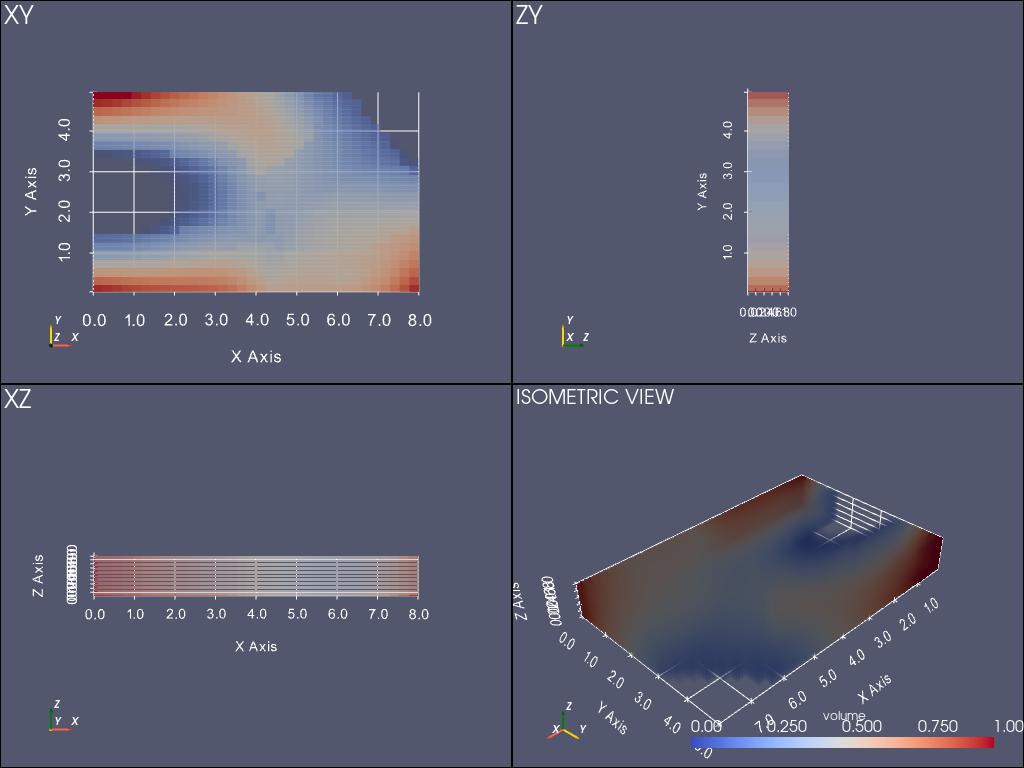 XY
4.0
3.0
2.0
1.0
Y Axis
0.0 1.0 2.0 3.0 4.0 5.0 6.0 7.0 8.0
X Axis
Y
Z X
ZY
4.0
3.0
2.0
1.0
Y Axis
Z Axis
Y
X Z
XZ
Z Axis
0.0 1.0 2.0 3.0 4.0 5.0 6.0 7.0 8.0
X Axis
Z
Y X
ISOMETRIC VIEW
Z Axis
0.0 1.0 2.0 3.0 4.0
Y Axis
1.0 2.0 3.0 4.0 5.0 6.0 7.0
X Axis
Z
X Y
volume
0.00 0.250 0.500 0.750 1.00